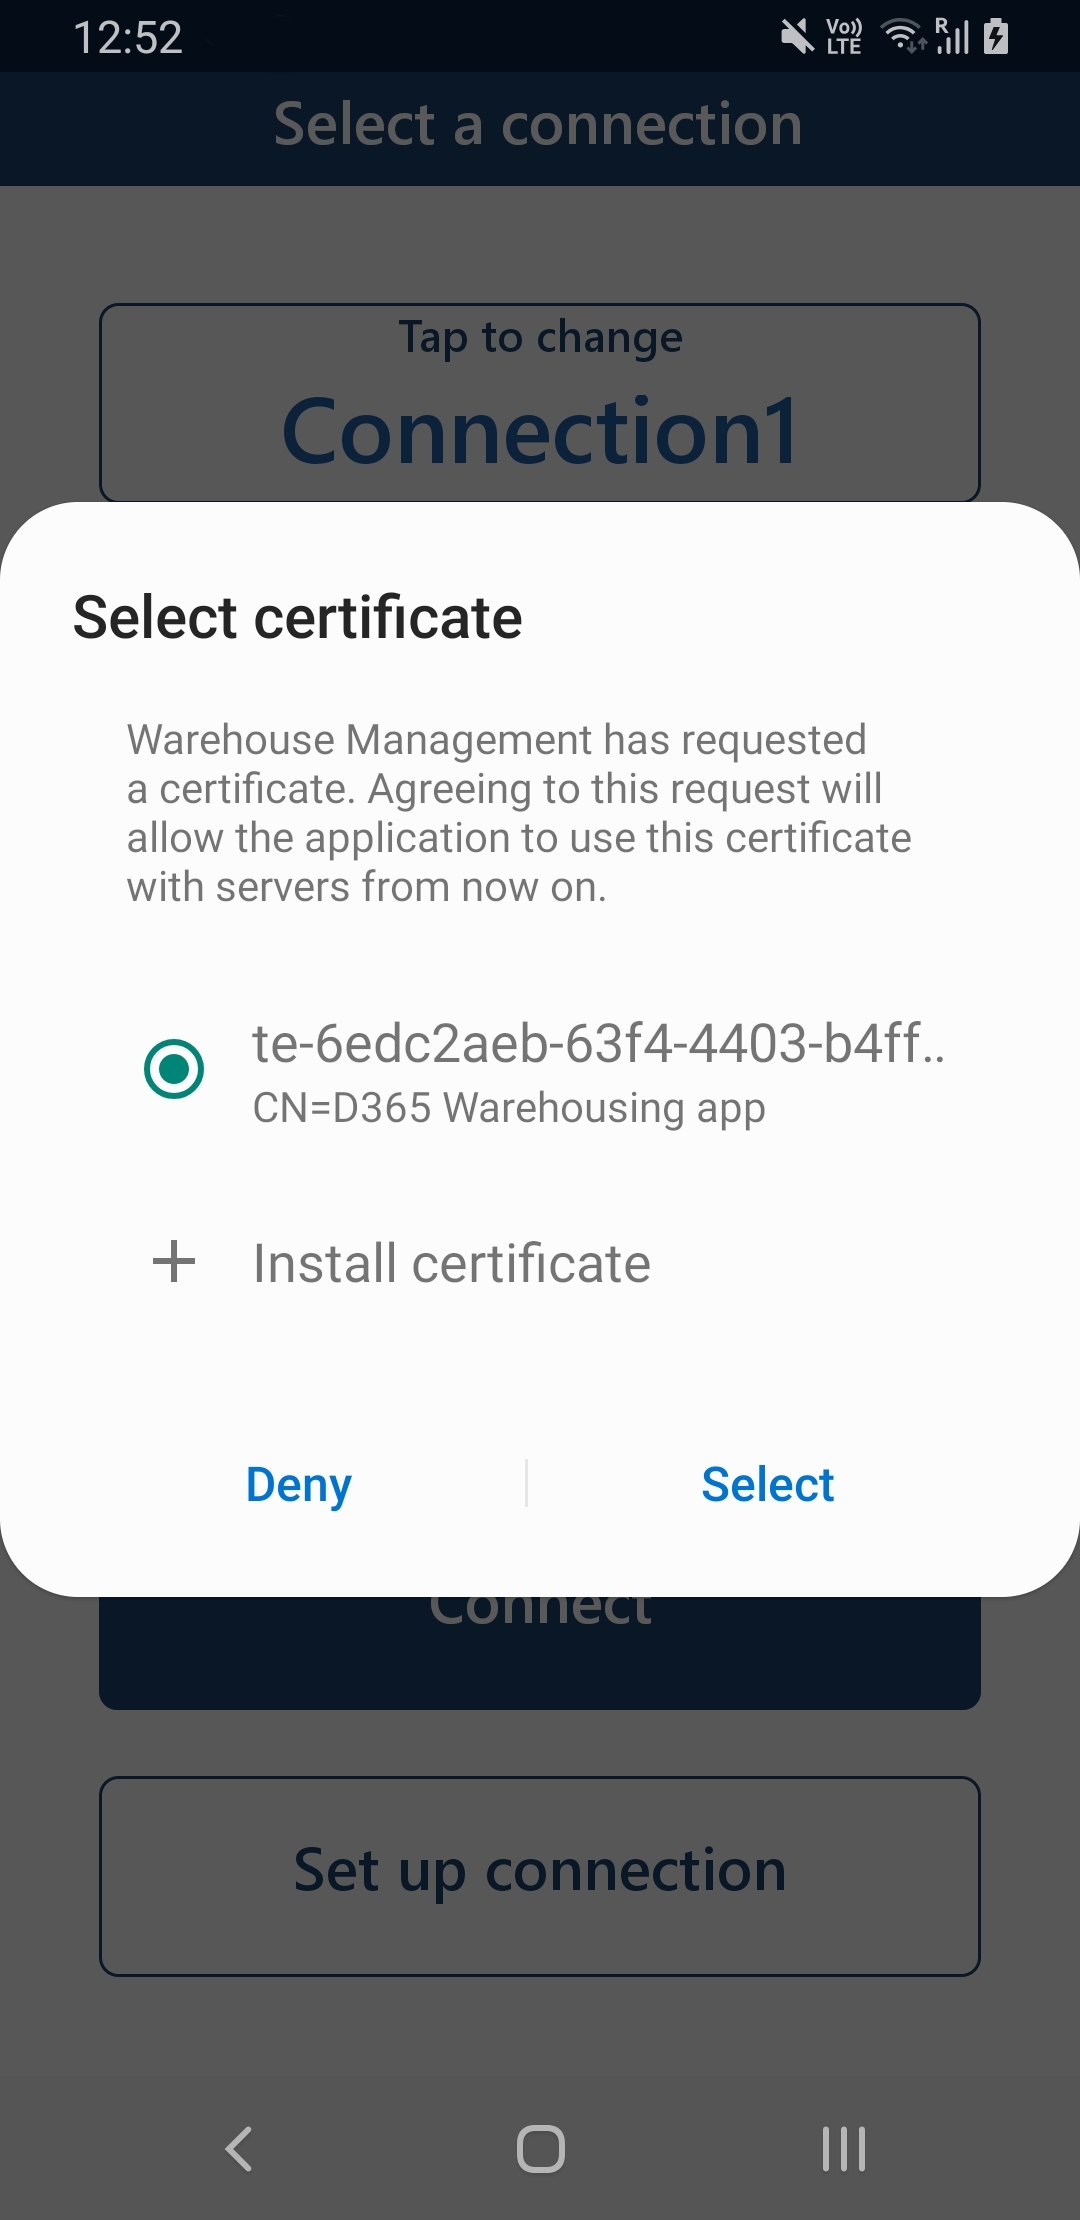 12:52
Vo))
LTE
R
Select a connection
Tap to change
Connection1
Select certificate
Warehouse Management has requested
a certificate. Agreeing to this request will
allow the application to use this certificate
with servers from now on.
te-6edc2aeb-63f4-4403-b4ff..
CN=D365 Warehousing app
Install certificate
Deny
Select
Connect
Set up connection